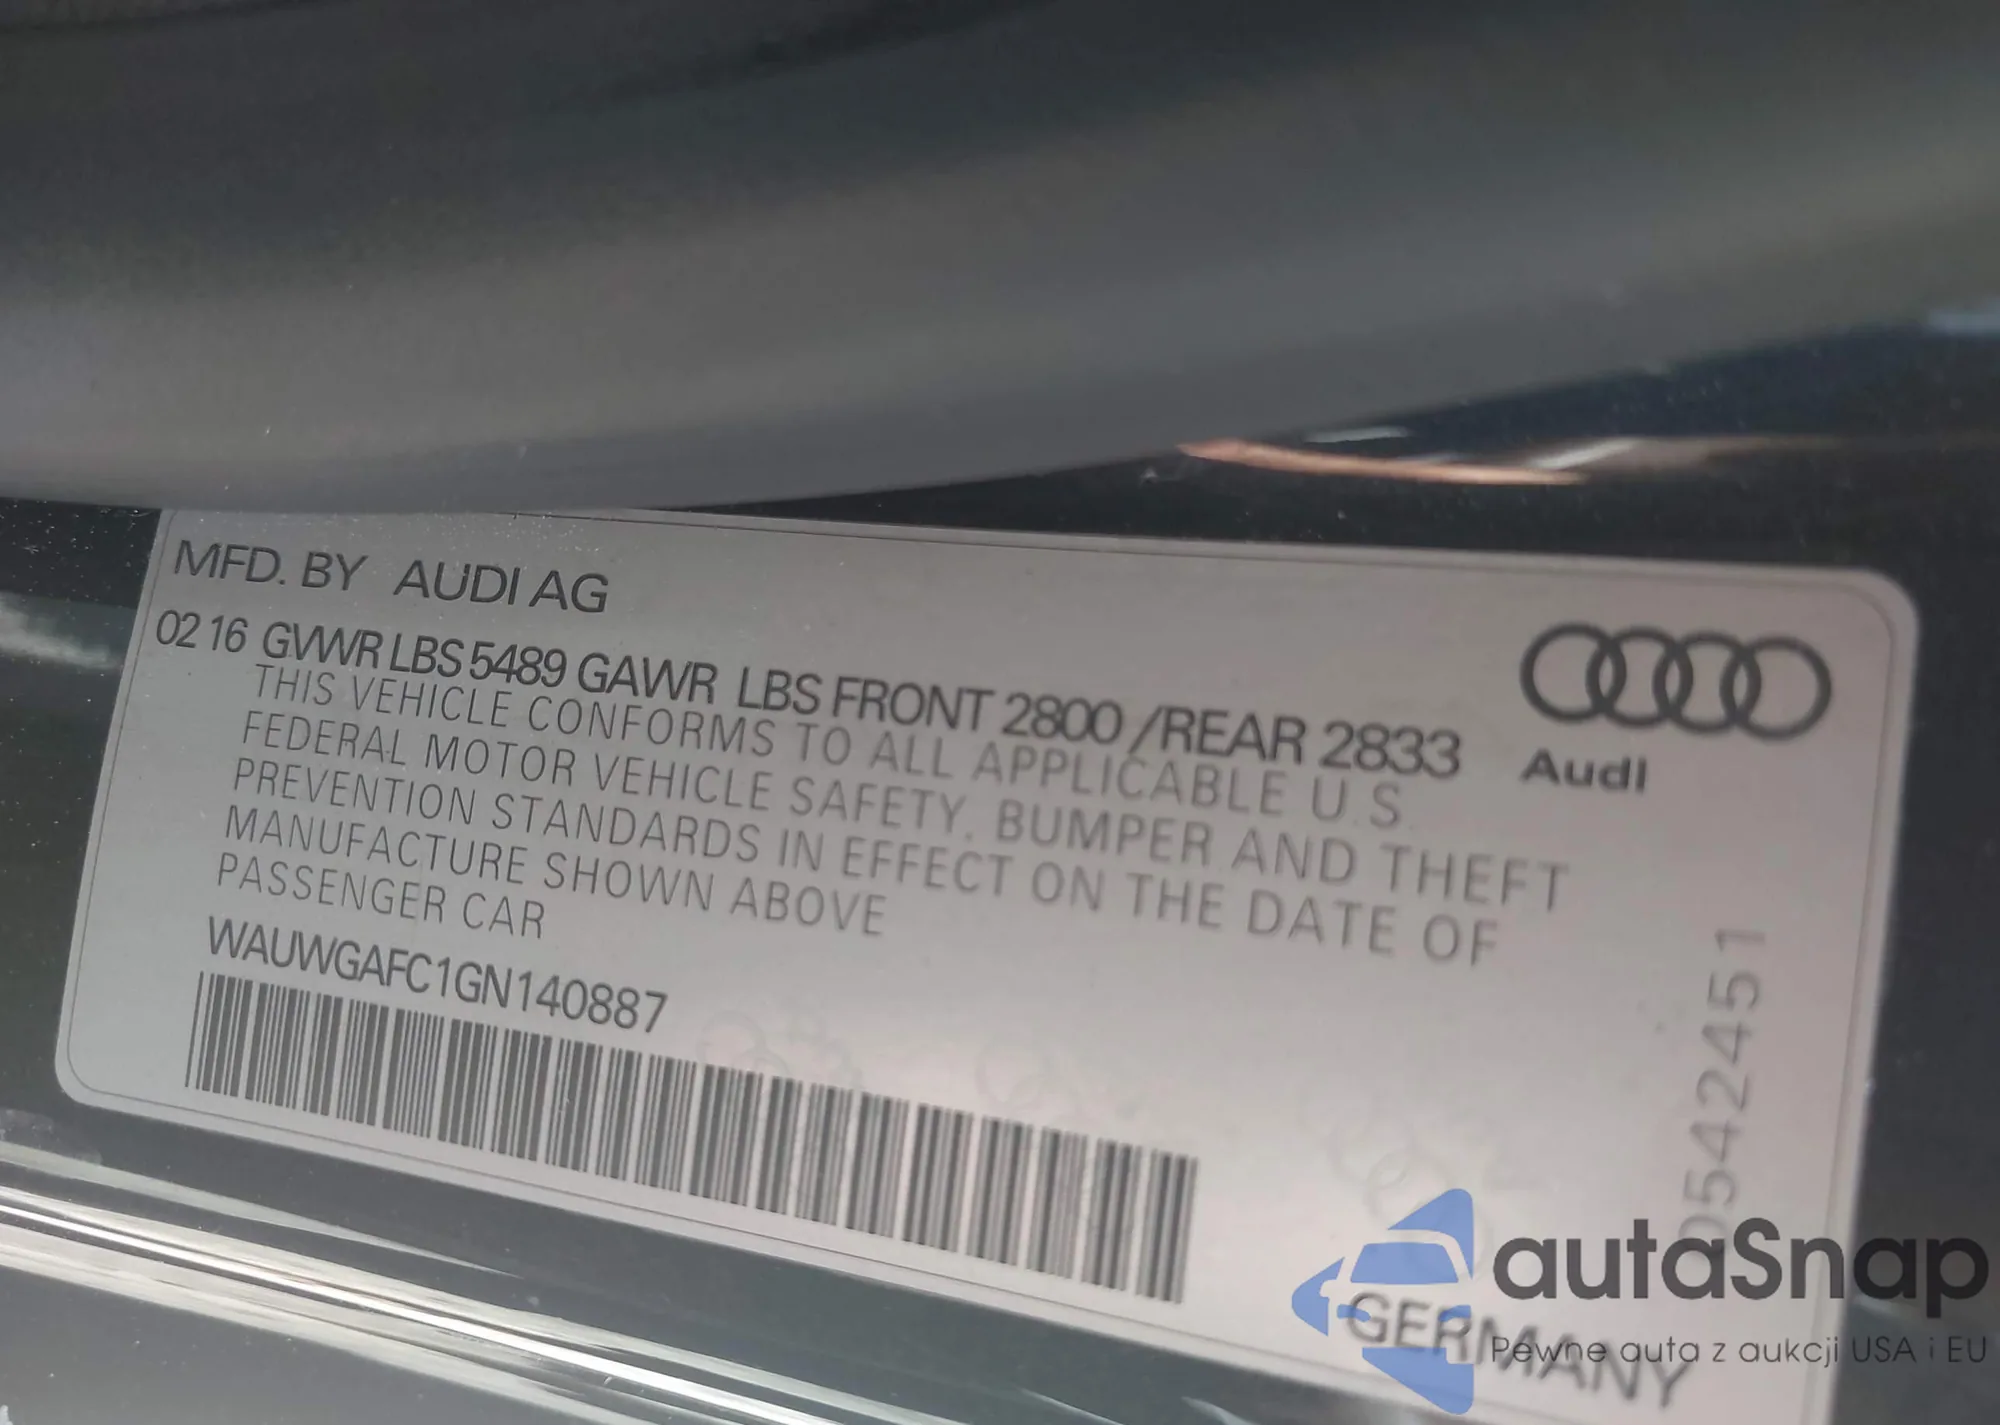 MFD. BY AUDI AG
02 16 GVWR LBS 5489 GAWR LBS FRONT 2800 /REAR 2833
THIS VEHICLE CONFORMS TO ALL APPLICABLE U.S.
FEDERAL MOTOR VEHICLE SAFETY. BUMPER AND THEFT
PREVENTION STANDARDS IN EFFECT ON THE DATE OF
MANUFACTURE SHOWN ABOVE
PASSENGER CAR
WAUWGAFC1GN140887
Audi
0542451
GERMANY
autaSnap
Pewne auta z aukcji USA i EU